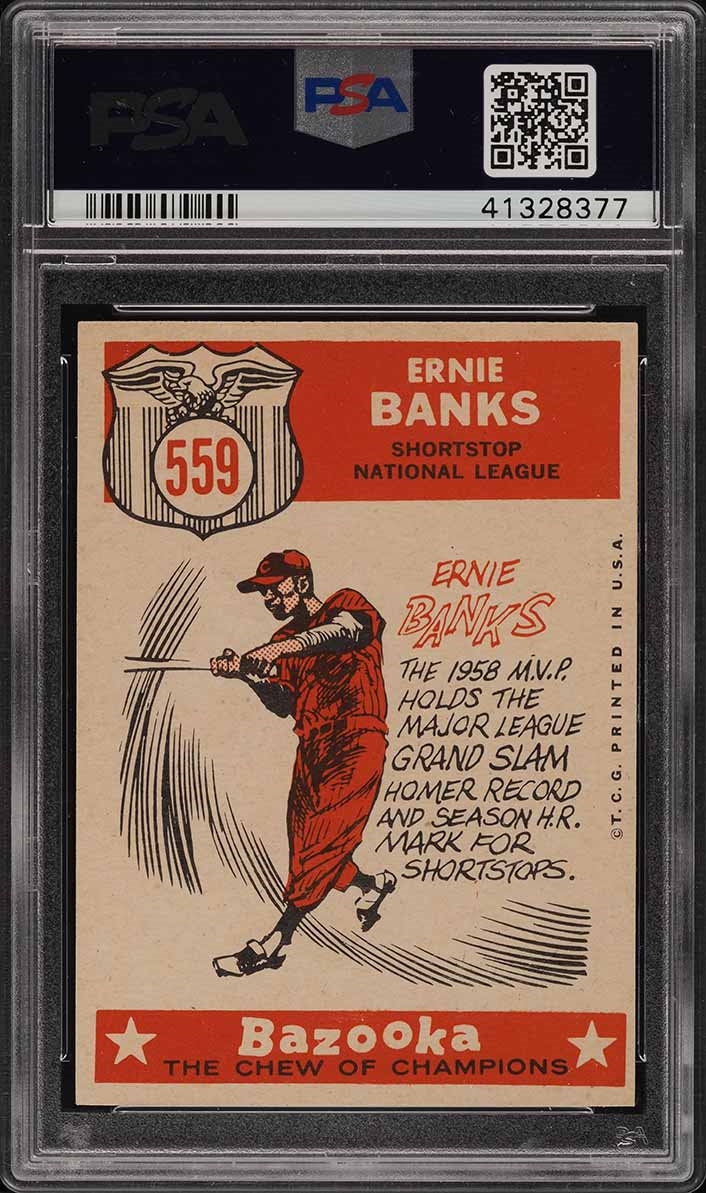 PSA
PSA
41328377
559
ERNIE
BANKS
SHORTSTOP
NATIONAL LEAGUE
C
ERNIE
BANKS
THE 1958 M.V.P.
HOLDS THE
MAJOR LEAGUE
GRAND SLAM
HOMER RECORD
AND SEASON H.R.
MARK FOR
SHORTSTOPS.
©T.C.G. PRINTED IN U.S.A.
Bazooka
THE CHEW OF CHAMPIONS
PSA